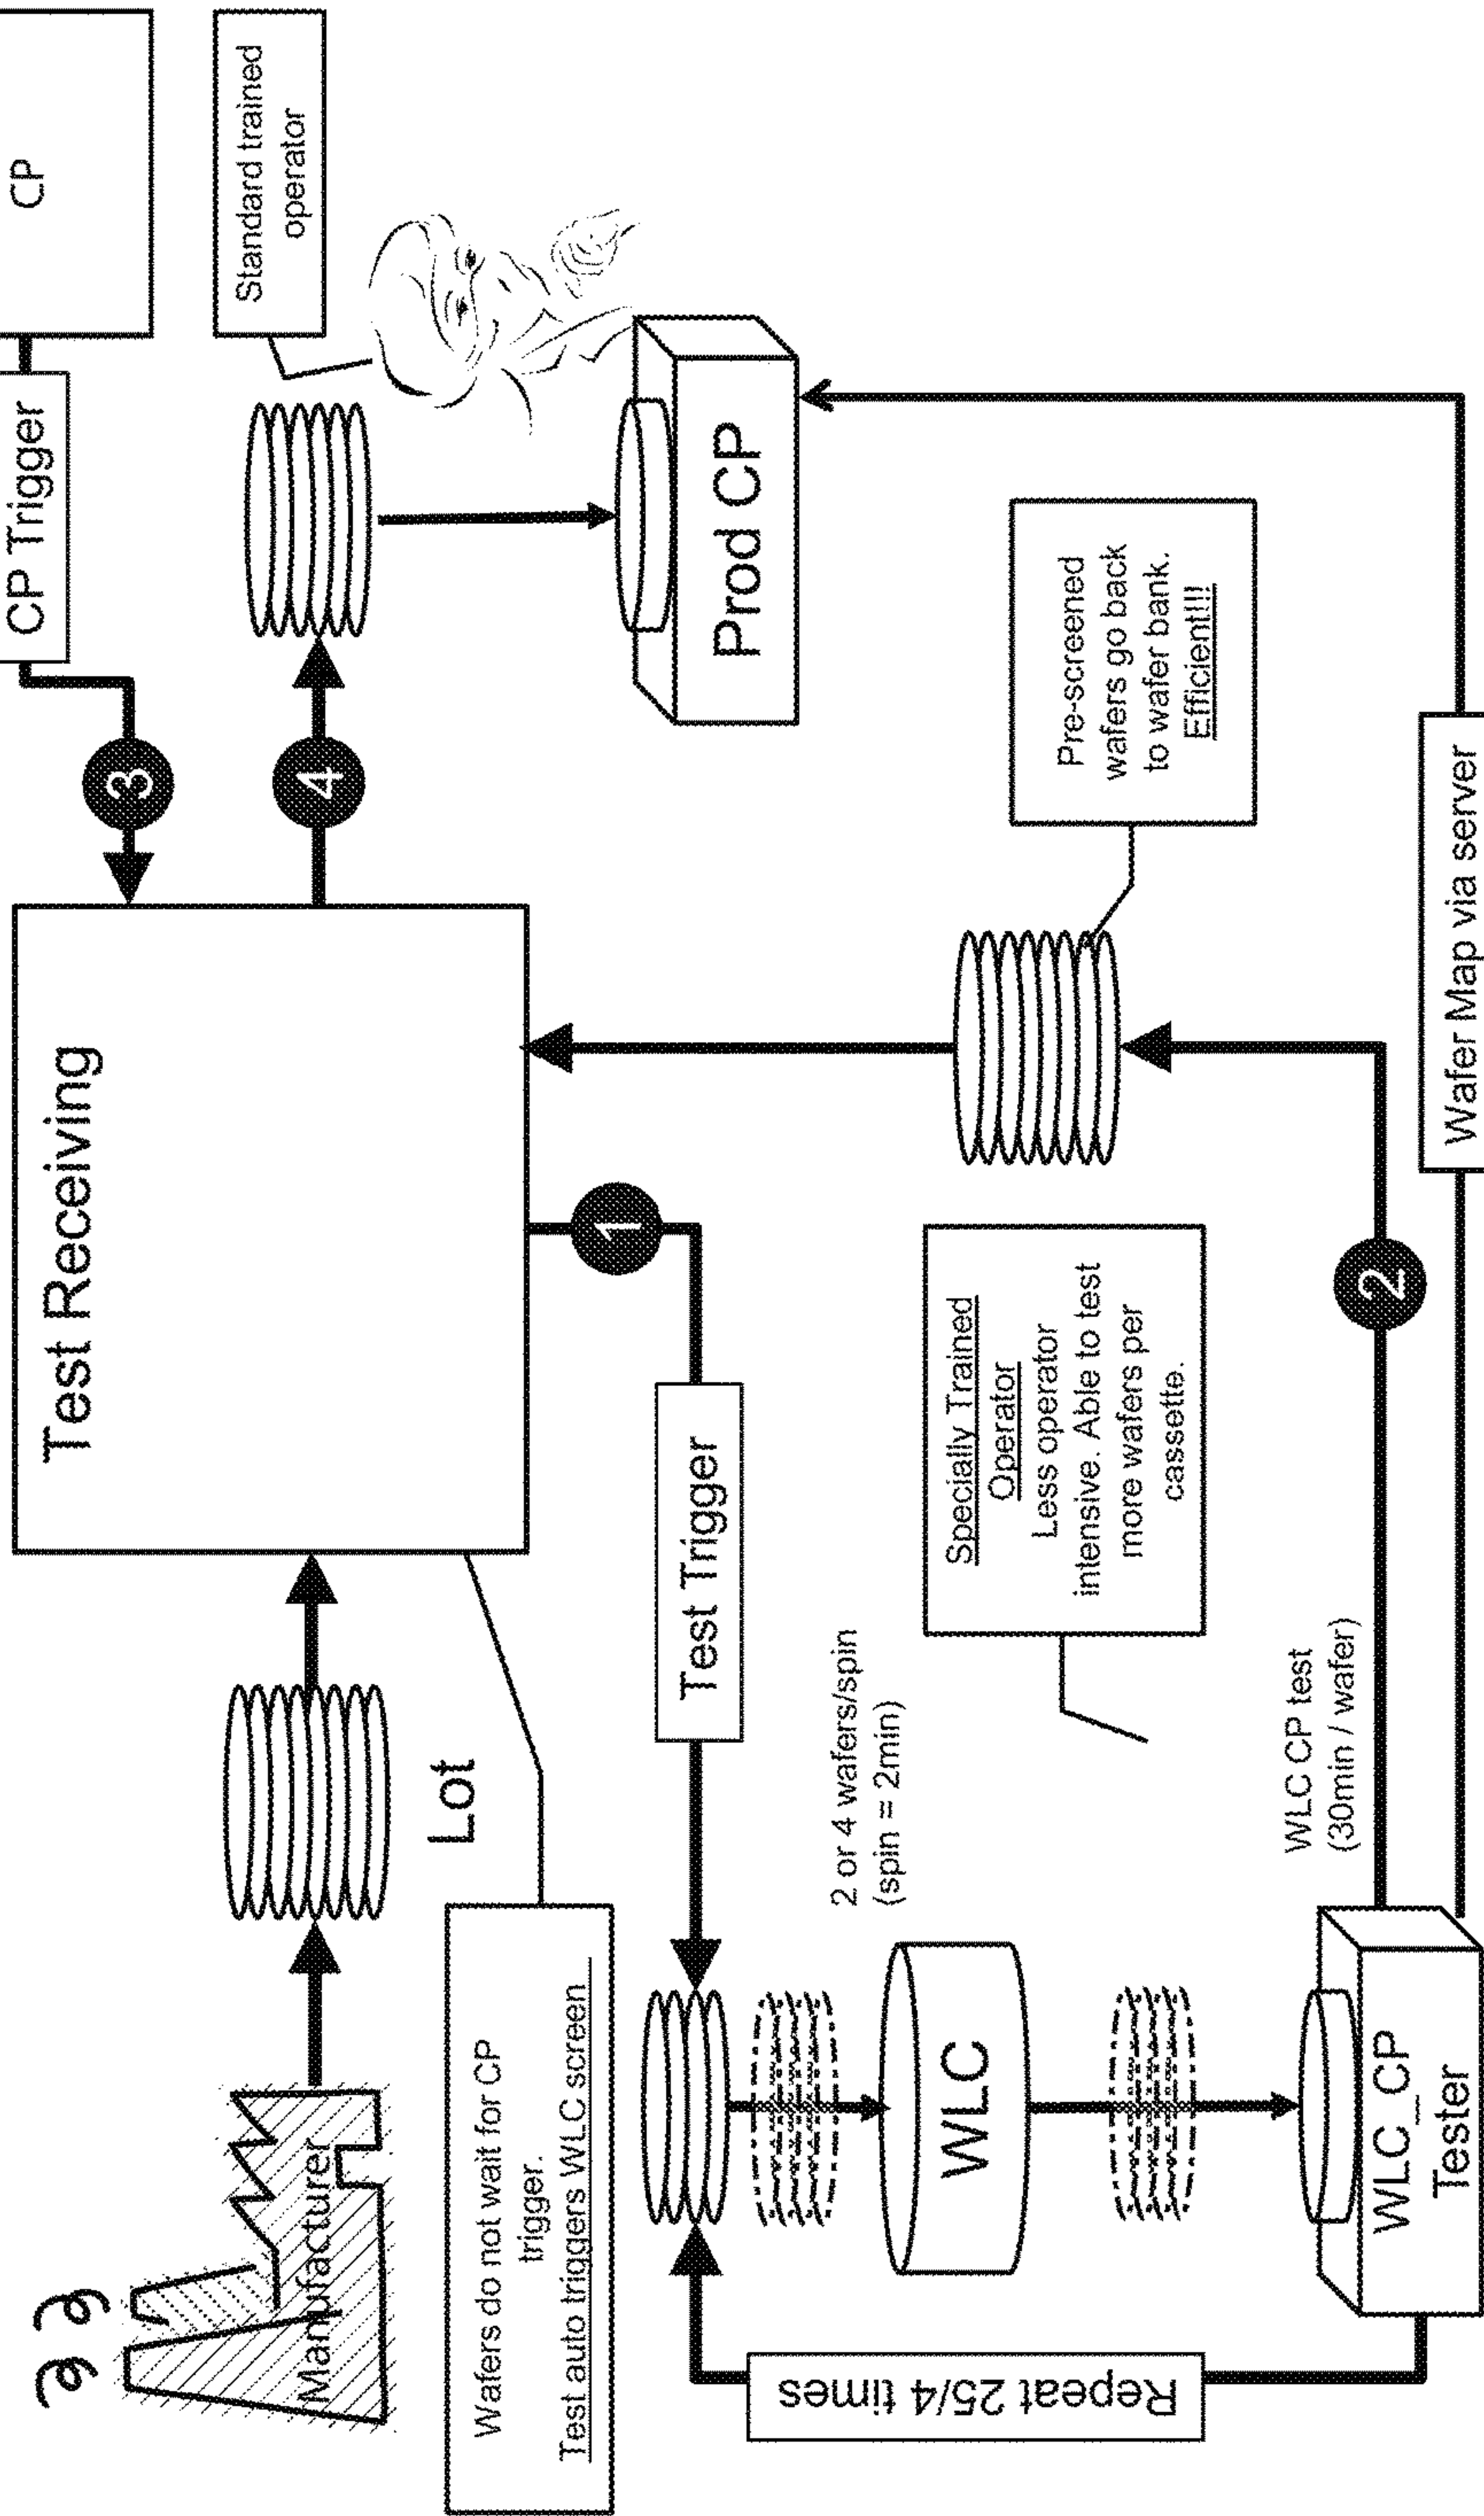 CP
CP Trigger
Standard trained
operator
3
4
Test Receiving
Manufacturer
Lot
Wafers do not wait for CP
trigger.
Test auto triggers WLC screen
1
Test Trigger
Prod CP
2 or 4 wafers/spin
(spin = 2min)
WLC
Repeat 25/4 times
Specially Trained
Operator
Less operator
intensive. Able to test
more wafers per
cassette.
Pre-screened
wafers go back
to wafer bank.
Efficient!!!
WLC CP test
(30min / wafer)
2
WLC_CP
Tester
Wafer Map via server